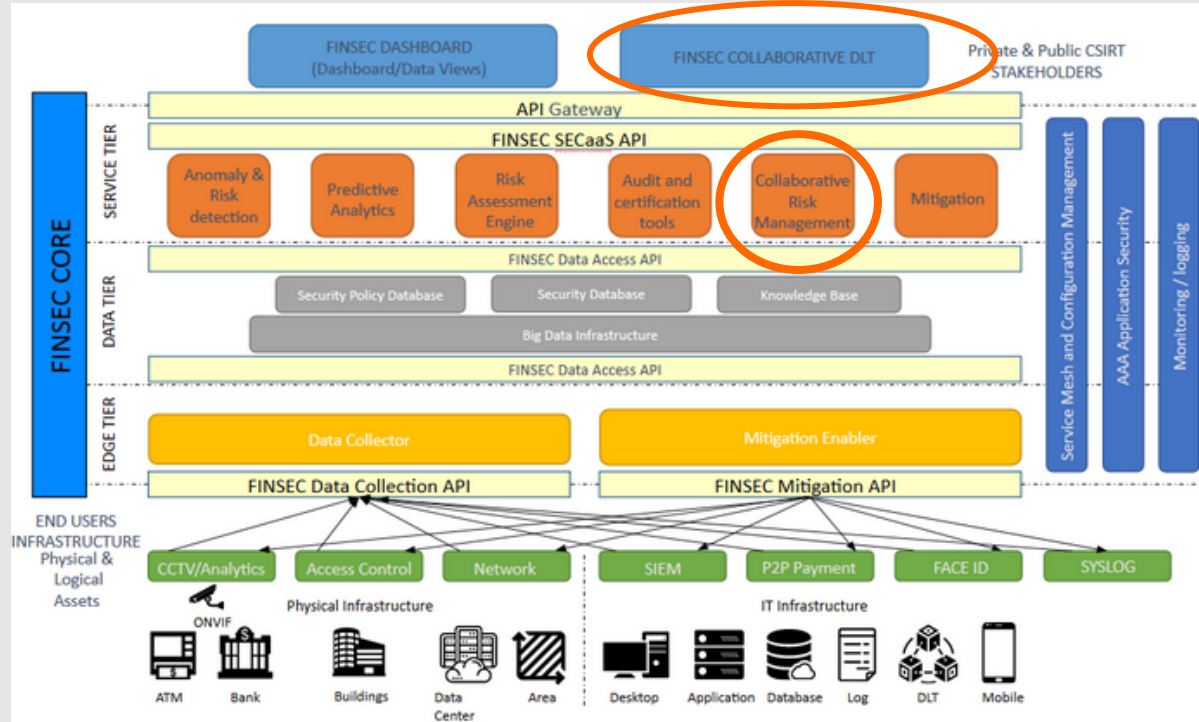 FINSEC DASHBOARD
(Dashboard/Data Views)
FINSEC COLLABORATIVE DLT
Private & Public CSIRT
STAKEHOLDERS
API Gateway
FINSEC SECaaS API
FINSEC CORE
SERVICE TIER
Anomaly &
Risk
detection
Predictive
Analytics
Risk
Assessment
Engine
Audit and
certification
tools
Collaborative
Risk
Management
Mitigation
Service Mesh and Configuration Management
AAA Application Security
Monitoring / logging
DATA TIER
FINSEC Data Access API
Security Policy Database
Security Database
Knowledge Base
Big Data Infrastructure
FINSEC Data Access API
EDGE TIER
Data Collector
Mitigation Enabler
FINSEC Data Collection API
FINSEC Mitigation API
END USERS
INFRASTRUCTURE
Physical &
Logical
Assets
CCTV/Analytics
Access Control
Network
SIEM
P2P Payment
FACE ID
SYSLOG
ONVIF
Physical Infrastructure
IT Infrastructure
ATM
Bank
Buildings
Data
Center
Area
Desktop
Application
Database
Log
DLT
Mobile